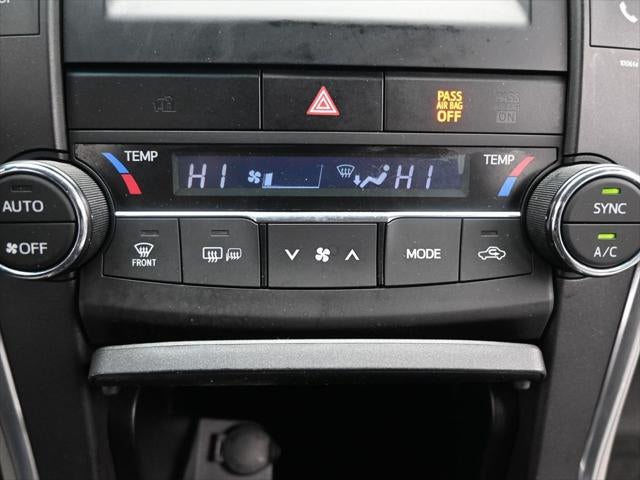 PASS
AIR BAG
OFF
PASS
AIR BAG
ON
TEMP
HI
HI
TEMP
AUTO
OFF
FRONT
MODE
SYNC
A/C